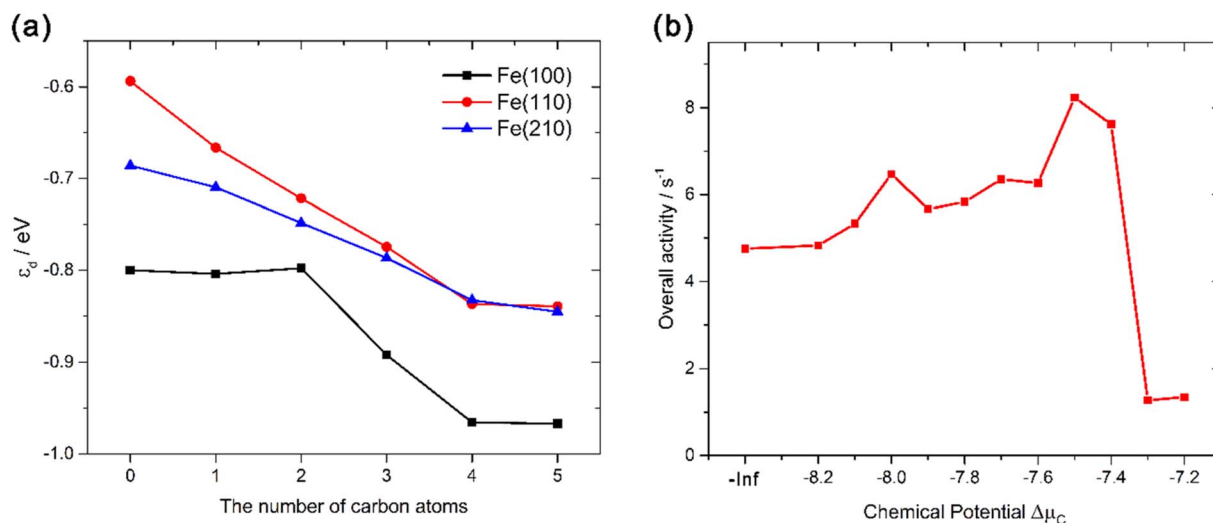 (a)
-0.6
-0.7
-0.8
-0.9
-1.0
ε_d / eV
Fe(100)
Fe(110)
Fe(210)
0 1 2 3 4 5
The number of carbon atoms
(b)
8
6
4
2
0
Overall activity / s⁻¹
-Inf -8.2 -8.0 -7.8 -7.6 -7.4 -7.2
Chemical Potential Δμ_C